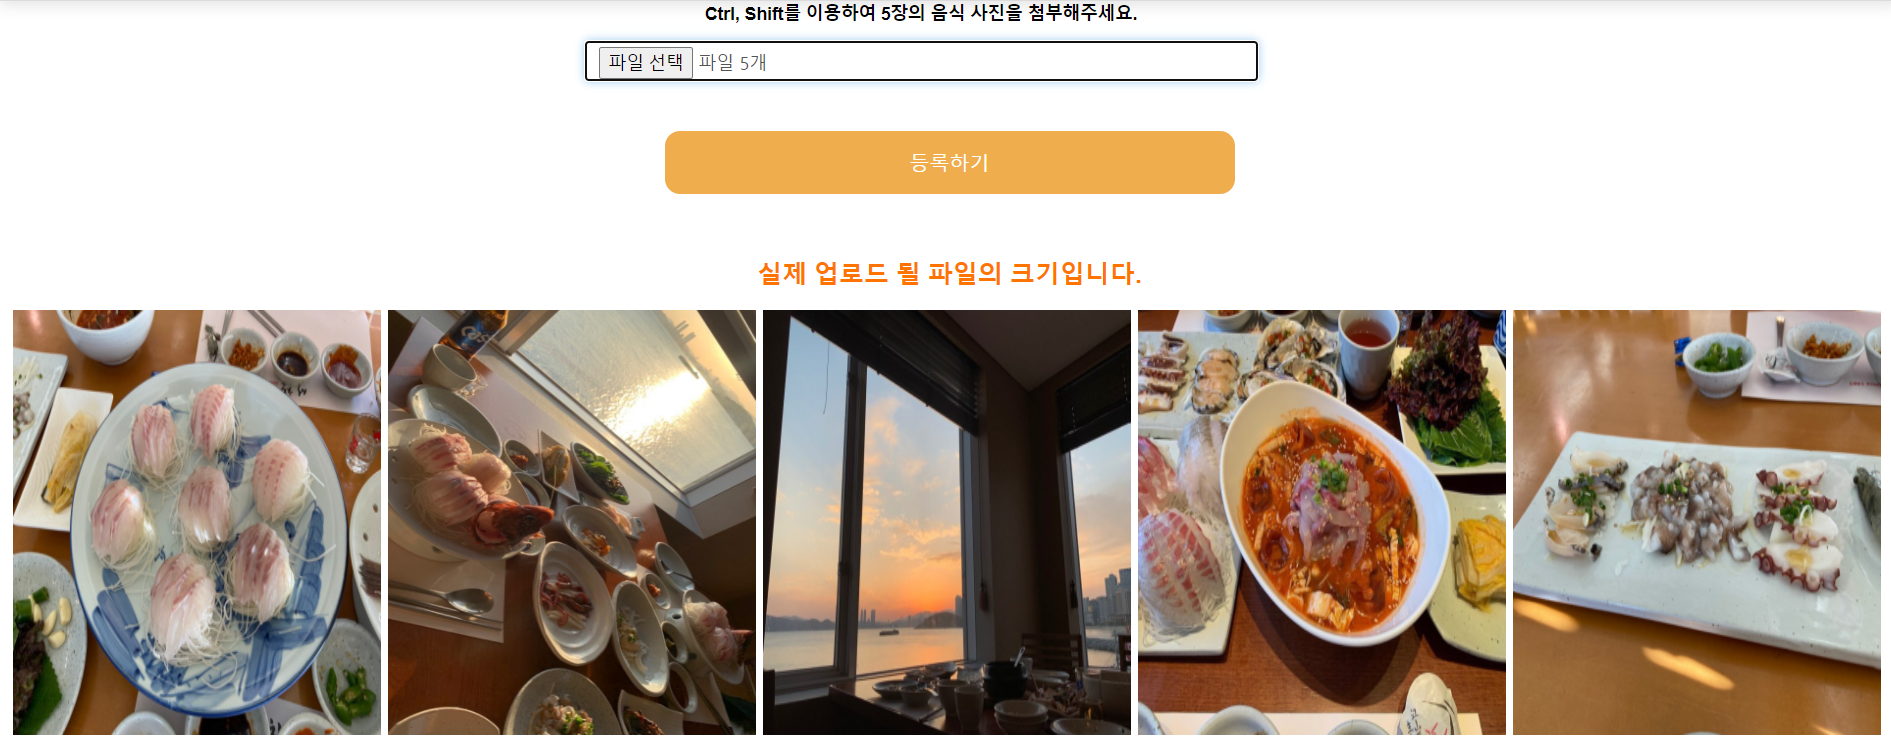 Ctrl, Shift를 이용하여 5장의 음식 사진을 첨부해주세요.
파일 선택 파일 5개
등록하기
실제 업로드 될 파일의 크기입니다.